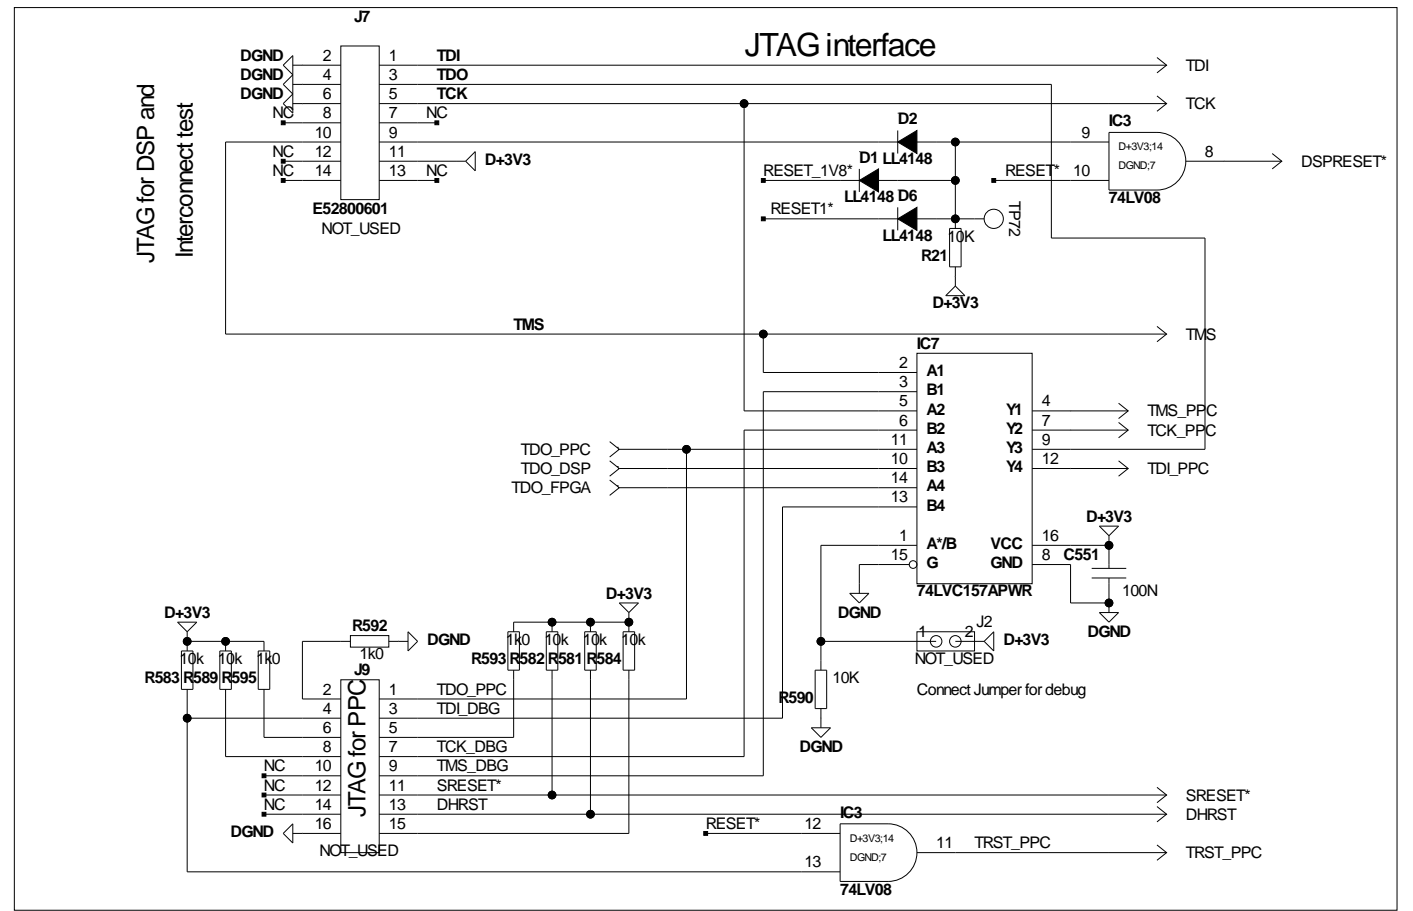 J7
JTAG interface
JTAG for DSP and
Interconnect test
DGND 2 1 TDI TDI
DGND 4 3 TDO
DGND 6 5 TCK TCK
NC 8 7 NC
10 9
NC 12 11 D+3V3
NC 14 13 NC
E52800601
NOT_USED
D2
LL4148
D1
RESET_1V8*
LL4148
D6
RESET1*
LL4148
TP72
10K
R21
D+3V3
IC3
9
D+3V3;14
DGND;7
8 DSPRESET*
RESET* 10
74LV08
TMS TMS
IC7
2 A1
3 B1
5 A2 Y1 4 TMS_PPC
6 B2 Y2 7 TCK_PPC
TDO_PPC 11 A3 Y3 9
TDO_DSP 10 B3 Y4 12 TDI_PPC
TDO_FPGA 14 A4
13 B4
1 A*/B VCC 16
15 G GND 8
74LVC157APWR
DGND
D+3V3
C551
100N
DGND
J2
1 2 D+3V3
NOT_USED
Connect Jumper for debug
10K
R590
DGND
D+3V3
10k 10k 1k0
R583 R589 R595
R592
1k0
DGND
D+3V3
1k0 10k 10k 10k
R593 R582 R581 R584
J9
JTAG for PPC
2 1 TDO_PPC
4 3 TDI_DBG
6 5
8 7 TCK_DBG
NC 10 9 TMS_DBG
NC 12 11 SRESET* SRESET*
NC 14 13 DHRST DHRST
DGND 16 15
NOT_USED
IC3
RESET* 12
D+3V3;14
DGND;7
11 TRST_PPC TRST_PPC
13
74LV08